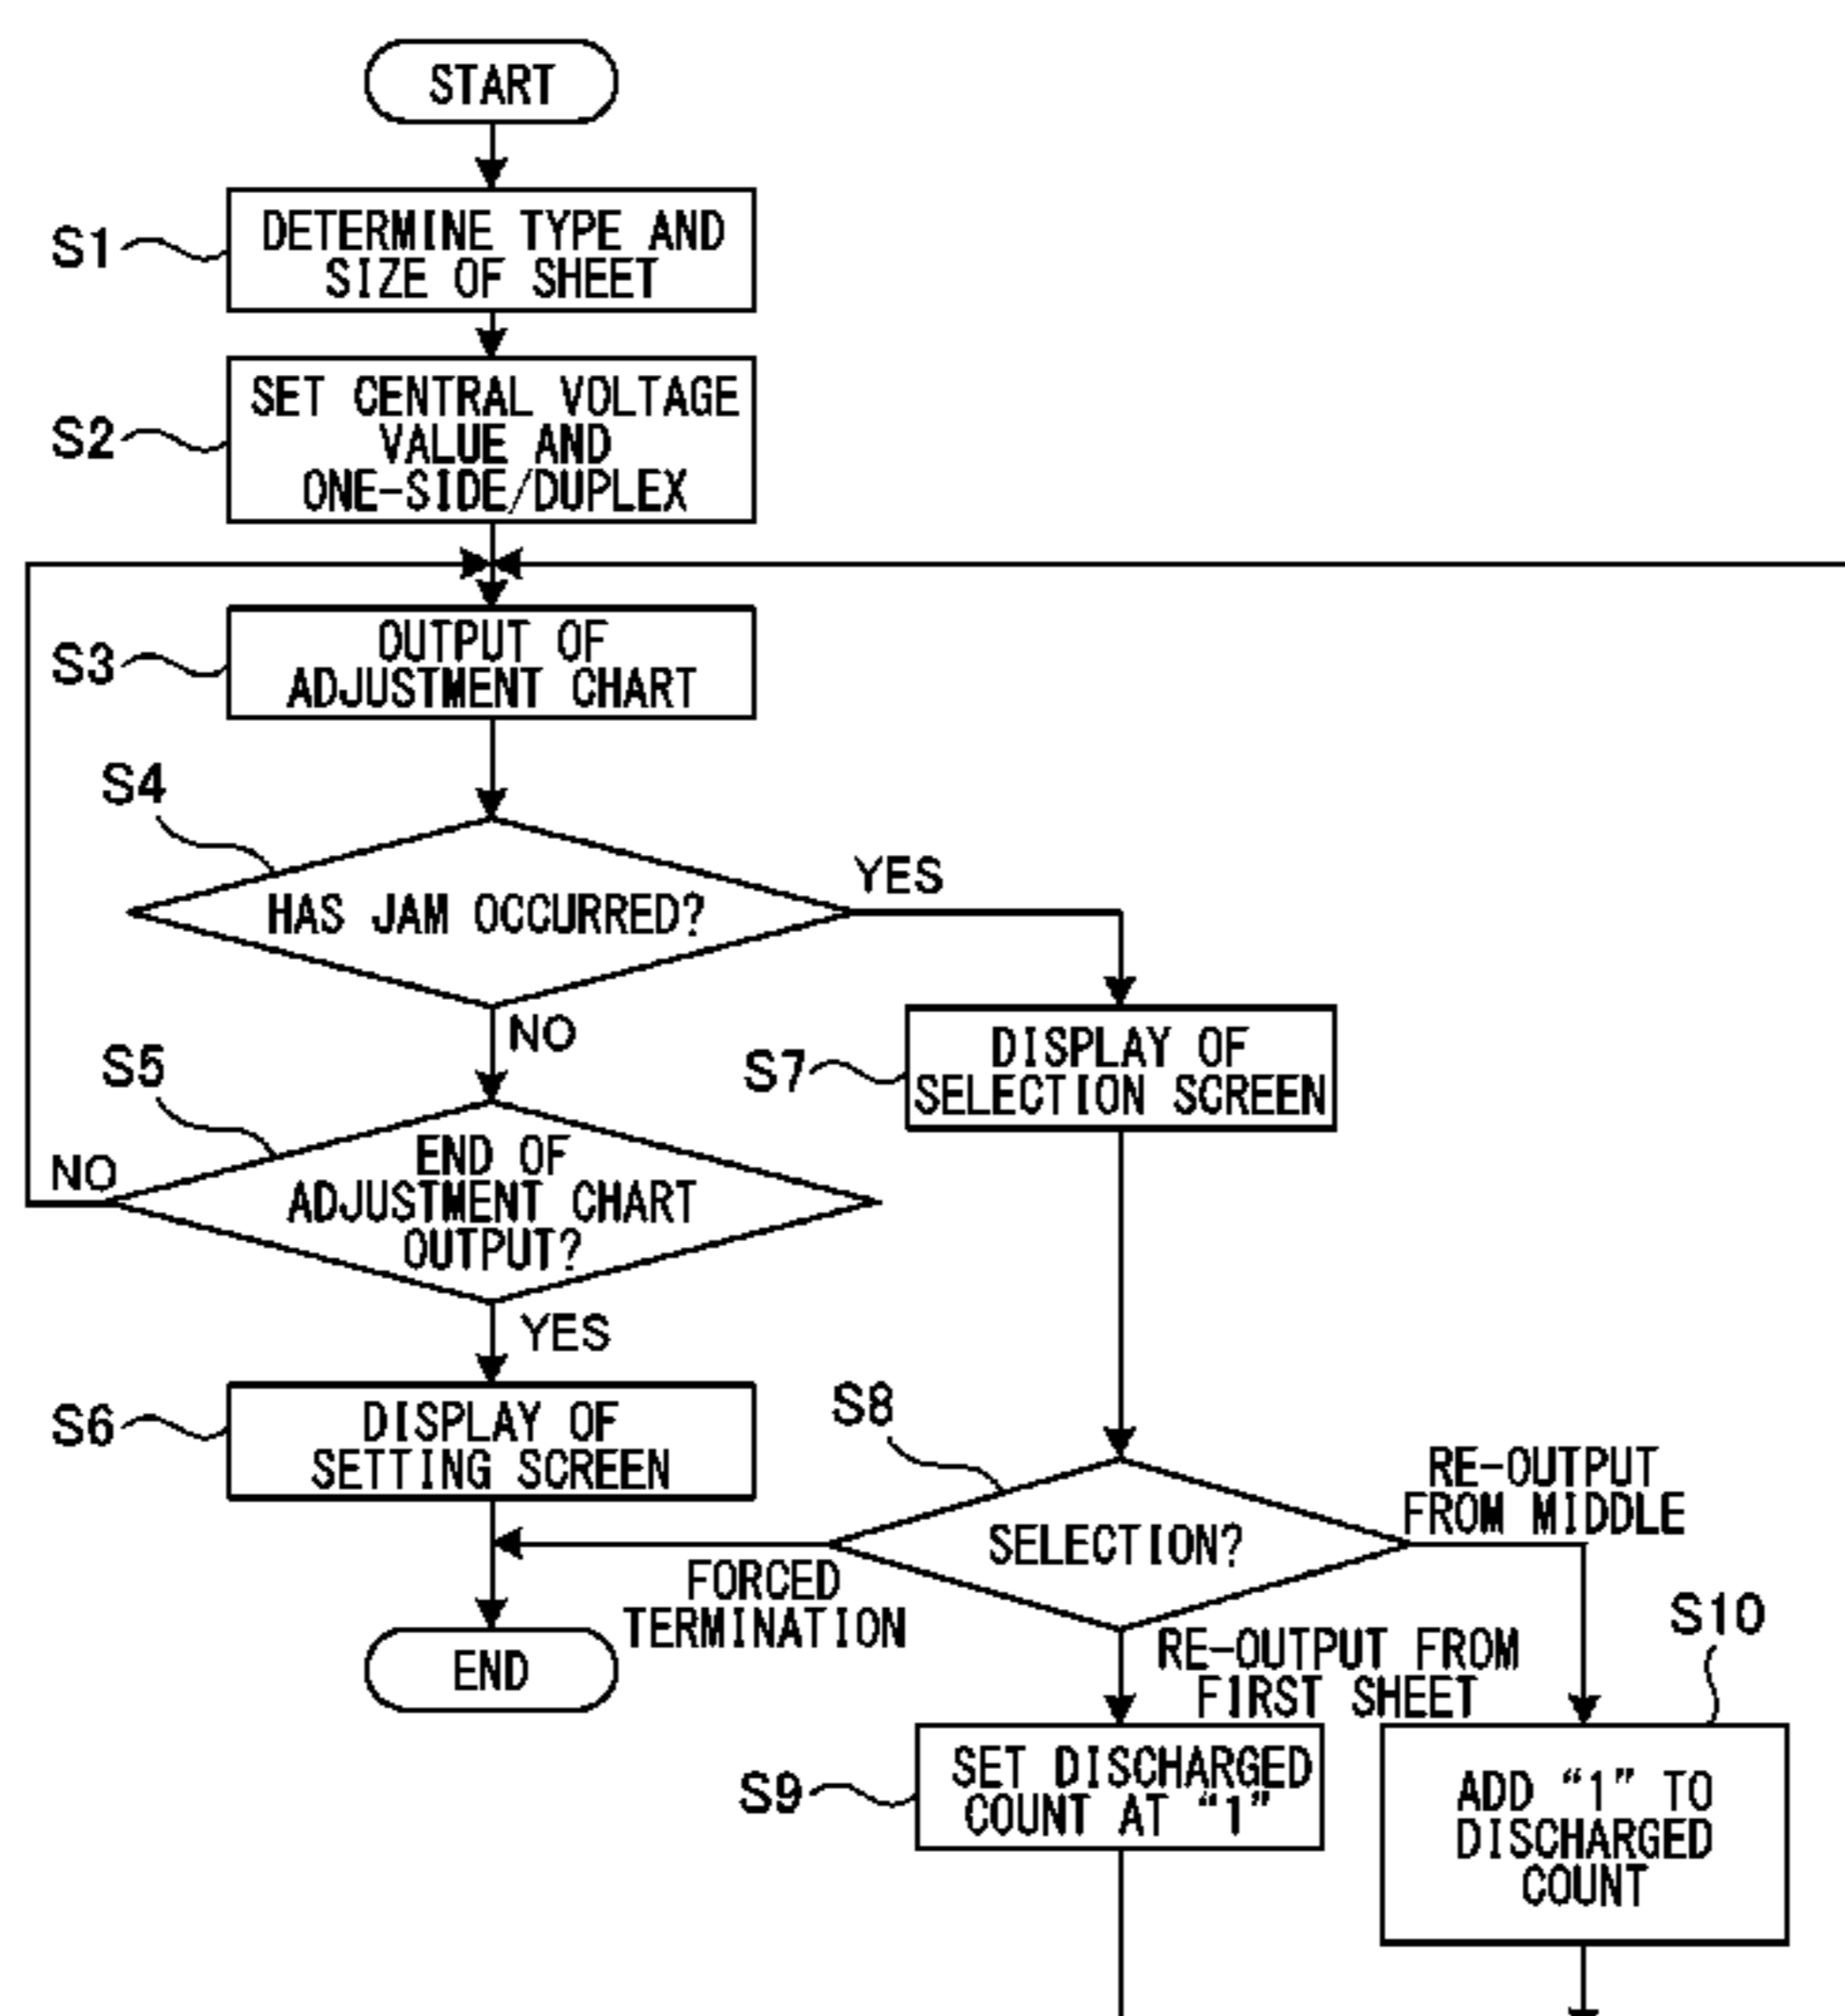 START
S1
DETERMINE TYPE AND
SIZE OF SHEET
S2
SET CENTRAL VOLTAGE
VALUE AND
ONE-SIDE/DUPLEX
S3
OUTPUT OF
ADJUSTMENT CHART
S4
HAS JAM OCCURRED?
YES
NO
S5
END OF
ADJUSTMENT CHART
OUTPUT?
NO
YES
S6
DISPLAY OF
SETTING SCREEN
END
S7
DISPLAY OF
SELECTION SCREEN
S8
SELECTION?
FORCED
TERMINATION
RE-OUTPUT
FROM MIDDLE
RE-OUTPUT FROM
FIRST SHEET
S9
SET DISCHARGED
COUNT AT “1”
S10
ADD “1” TO
DISCHARGED
COUNT